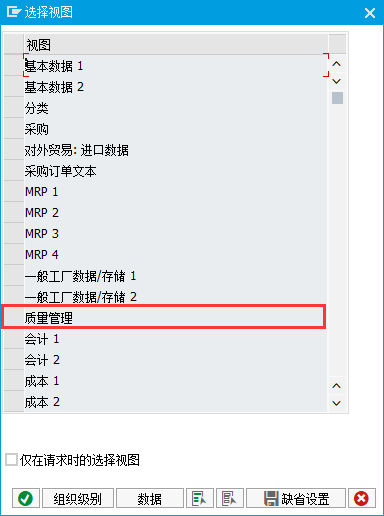 选择视图
视图
基本数据 1
基本数据 2
分类
采购
对外贸易: 进口数据
采购订单文本
MRP 1
MRP 2
MRP 3
MRP 4
一般工厂数据/存储 1
一般工厂数据/存储 2
质量管理
会计 1
会计 2
成本 1
成本 2
仅在请求时的选择视图
组织级别 数据 缺省设置